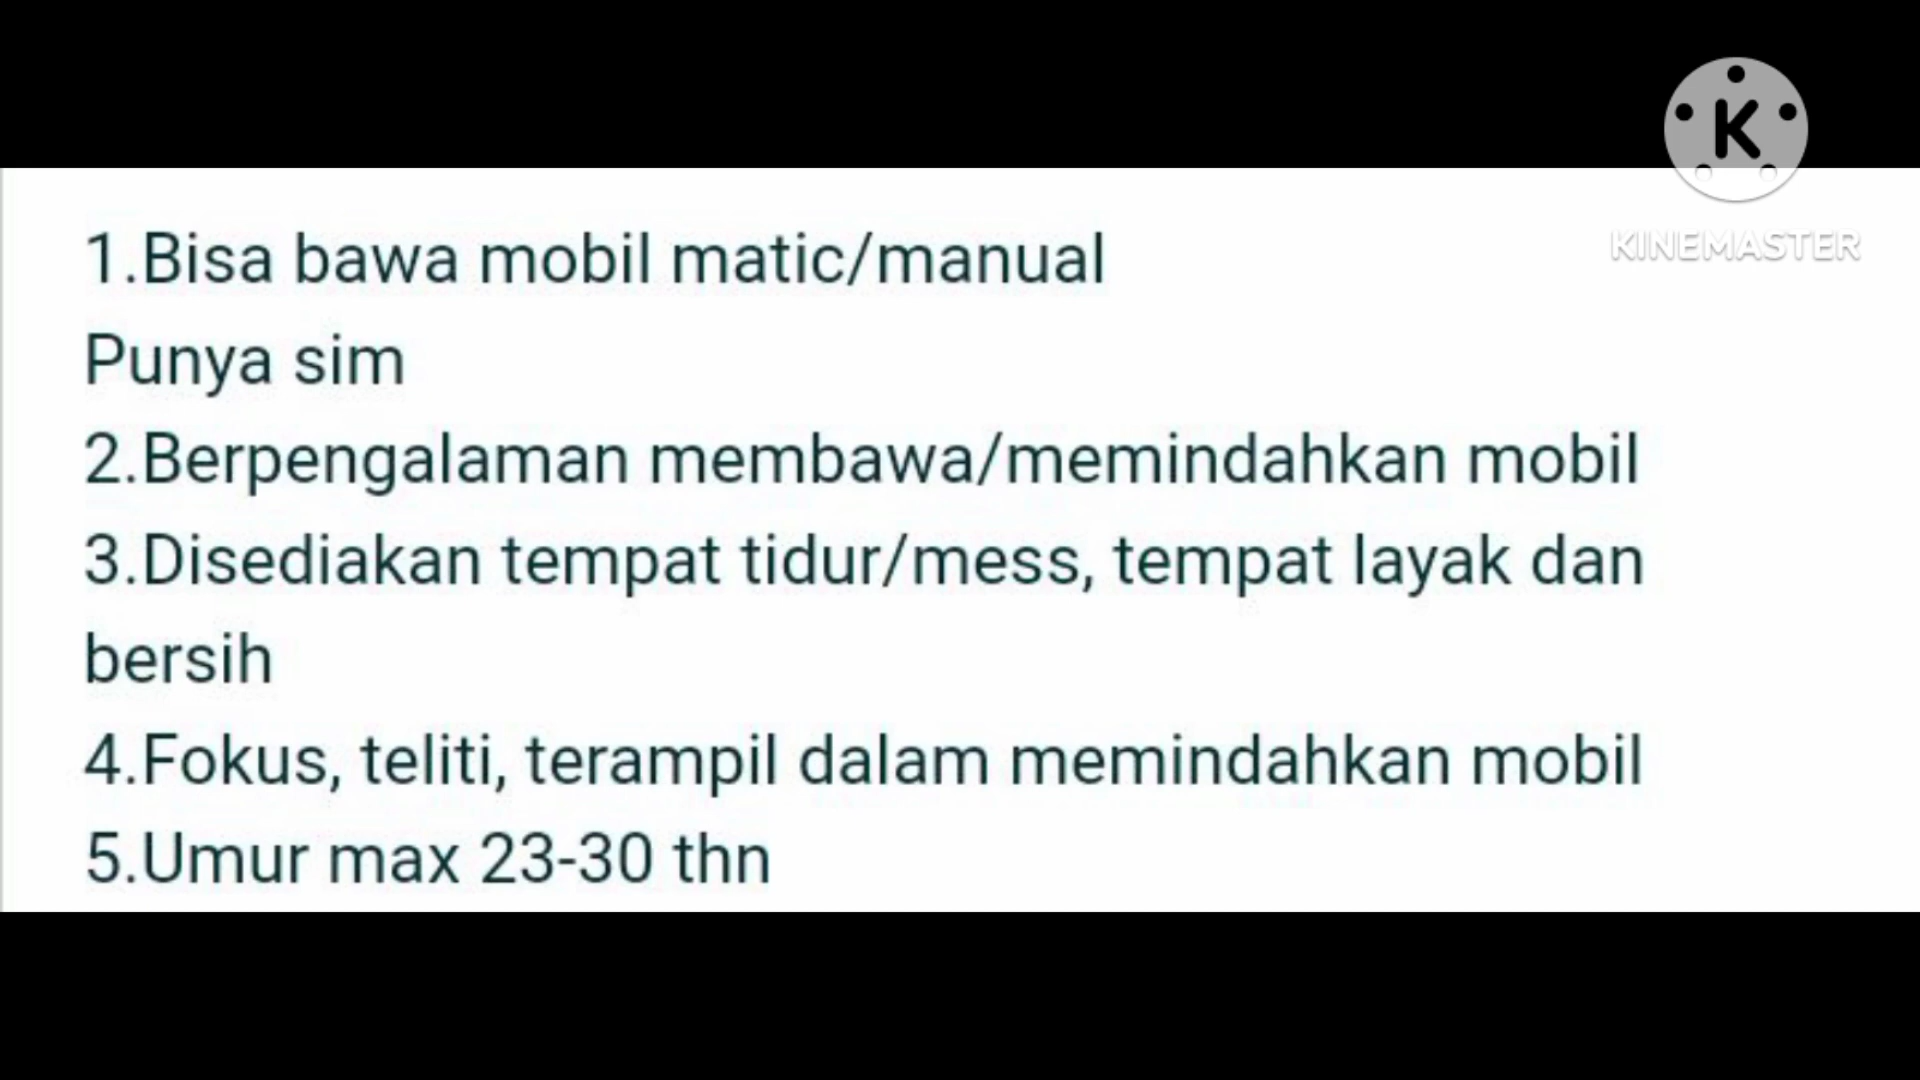 K
KINEMASTER
1.Bisa bawa mobil matic/manual
Punya sim
2.Berpengalaman membawa/memindahkan mobil
3.Disediakan tempat tidur/mess, tempat layak dan
bersih
4.Fokus, teliti, terampil dalam memindahkan mobil
5.Umur max 23-30 thn